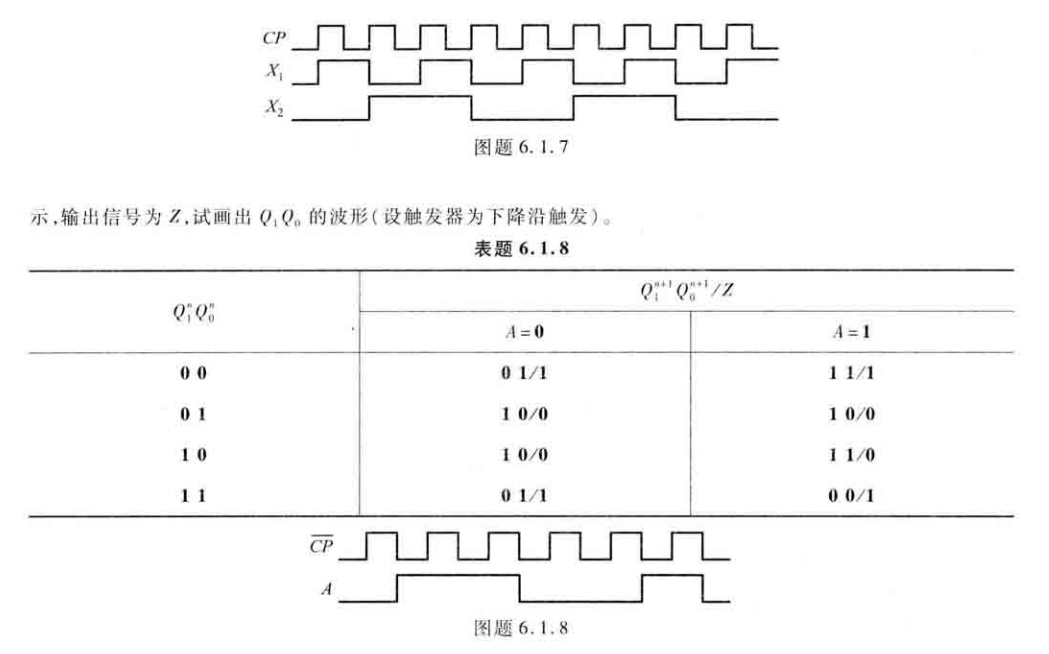 CP
X₁
X₂
图题 6.1.7
示,输出信号为 Z,试画出 Q₁Q₀ 的波形(设触发器为下降沿触发)。
表题 6.1.8
Q₁ⁿQ₀ⁿ
Q₁ⁿ⁺¹Q₀ⁿ⁺¹/Z
A=0 A=1
0 0 0 1/1 1 1/1
0 1 1 0/0 1 0/0
1 0 1 0/0 1 1/0
1 1 0 1/1 0 0/1
C̅P̅
A
图题 6.1.8